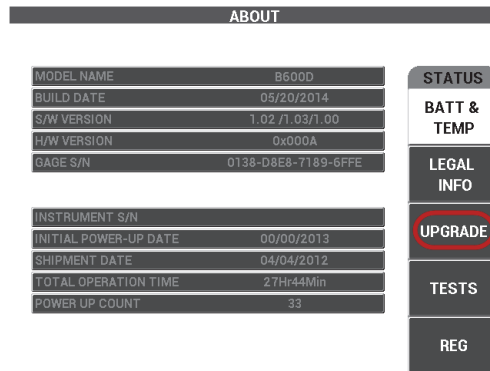 ABOUT
MODEL NAME B600D
BUILD DATE 05/20/2014
S/W VERSION 1.02 /1.03/1.00
H/W VERSION 0x000A
GAGE S/N 0138-D8E8-7189-6FFE
INSTRUMENT S/N
INITIAL POWER-UP DATE 00/00/2013
SHIPMENT DATE 04/04/2012
TOTAL OPERATION TIME 27Hr44Min
POWER UP COUNT 33
STATUS
BATT &
TEMP
LEGAL
INFO
UPGRADE
TESTS
REG